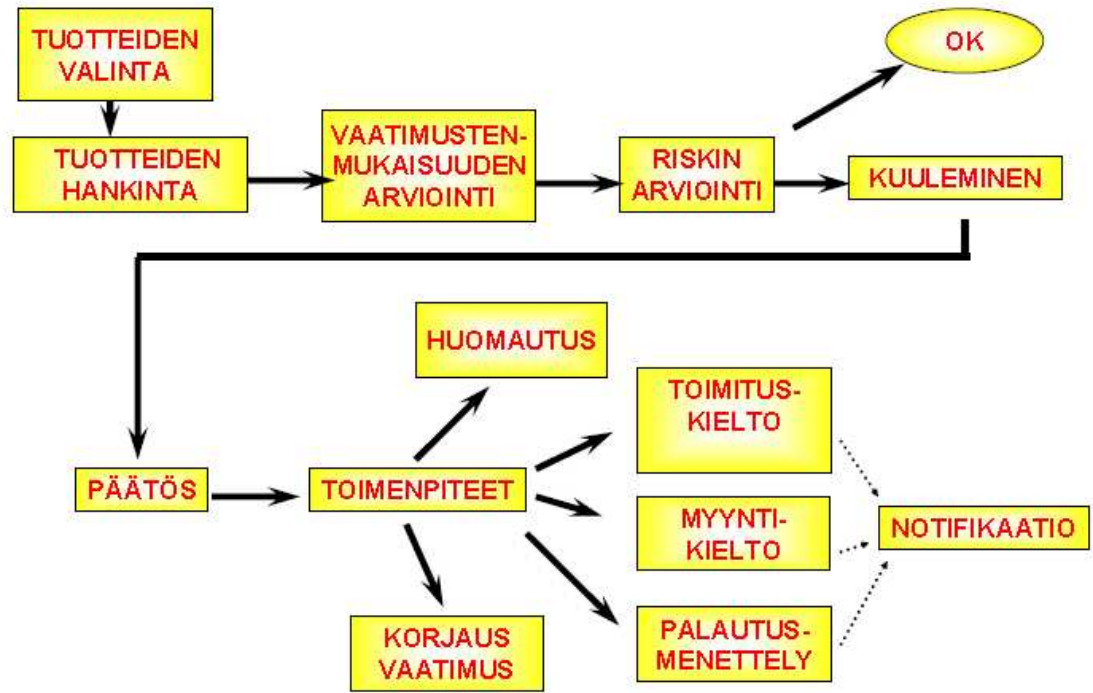 TUOTTEIDEN
VALINTA
OK
TUOTTEIDEN
HANKINTA
VAATIMUSTEN-
MUKAISUUDEN
ARVIOINTI
RISKIN
ARVIOINTI
KUULEMINEN
HUOMAUTUS
TOIMITUS-
KIELTO
PÄÄTÖS
TOIMENPITEET
MYYNTI-
KIELTO
NOTIFIKAATIO
KORJAUS
VAATIMUS
PALAUTUS-
MENETTELY